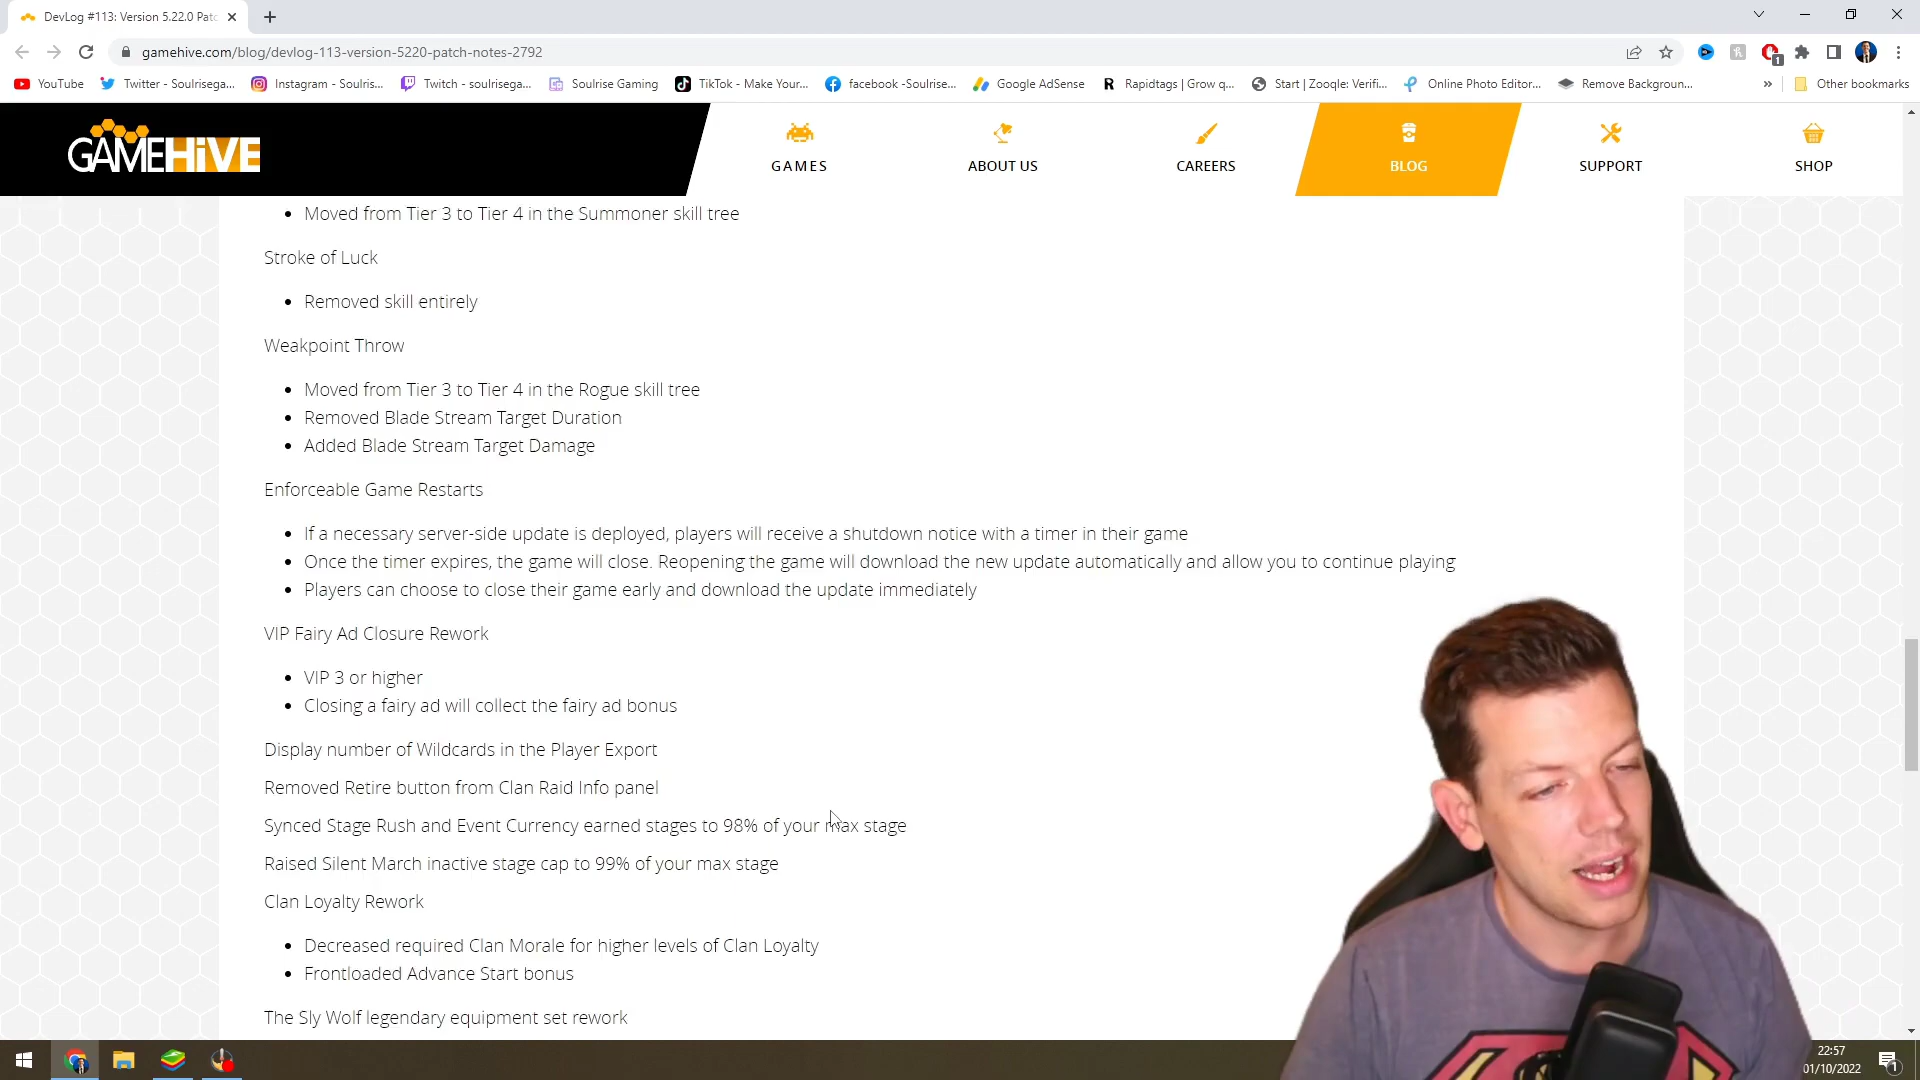 DevLog #113: Version 5.22.0 Patc
gamehive.com/blog/devlog-113-version-5220-patch-notes-2792
1
YouTube
Twitter - Soulrisega...
Instagram - Soulris...
Twitch - soulrisega...
Soulrise Gaming
TikTok - Make Your...
facebook -Soulrise...
Google AdSense
Rapidtags | Grow q...
Start | Zoogle: Verifi...
Online Photo Editor...
Remove Backgroun...
»
Other bookmarks
GAMEHIVE
GAMES
ABOUT US
CAREERS
BLOG
SUPPORT
SHOP
• Moved from Tier 3 to Tier 4 in the Summoner skill tree
Stroke of Luck
• Removed skill entirely
Weakpoint Throw
• Moved from Tier 3 to Tier 4 in the Rogue skill tree
• Removed Blade Stream Target Duration
• Added Blade Stream Target Damage
Enforceable Game Restarts
• If a necessary server-side update is deployed, players will receive a shutdown notice with a timer in their game
• Once the timer expires, the game will close. Reopening the game will download the new update automatically and allow you to continue playing
• Players can choose to close their game early and download the update immediately
VIP Fairy Ad Closure Rework
• VIP 3 or higher
• Closing a fairy ad will collect the fairy ad bonus
Display number of Wildcards in the Player Export
Removed Retire button from Clan Raid Info panel
Synced Stage Rush and Event Currency earned stages to 98% of your max stage
Raised Silent March inactive stage cap to 99% of your max stage
Clan Loyalty Rework
• Decreased required Clan Morale for higher levels of Clan Loyalty
• Frontloaded Advance Start bonus
The Sly Wolf legendary equipment set rework
22:57
01/10/2022
1